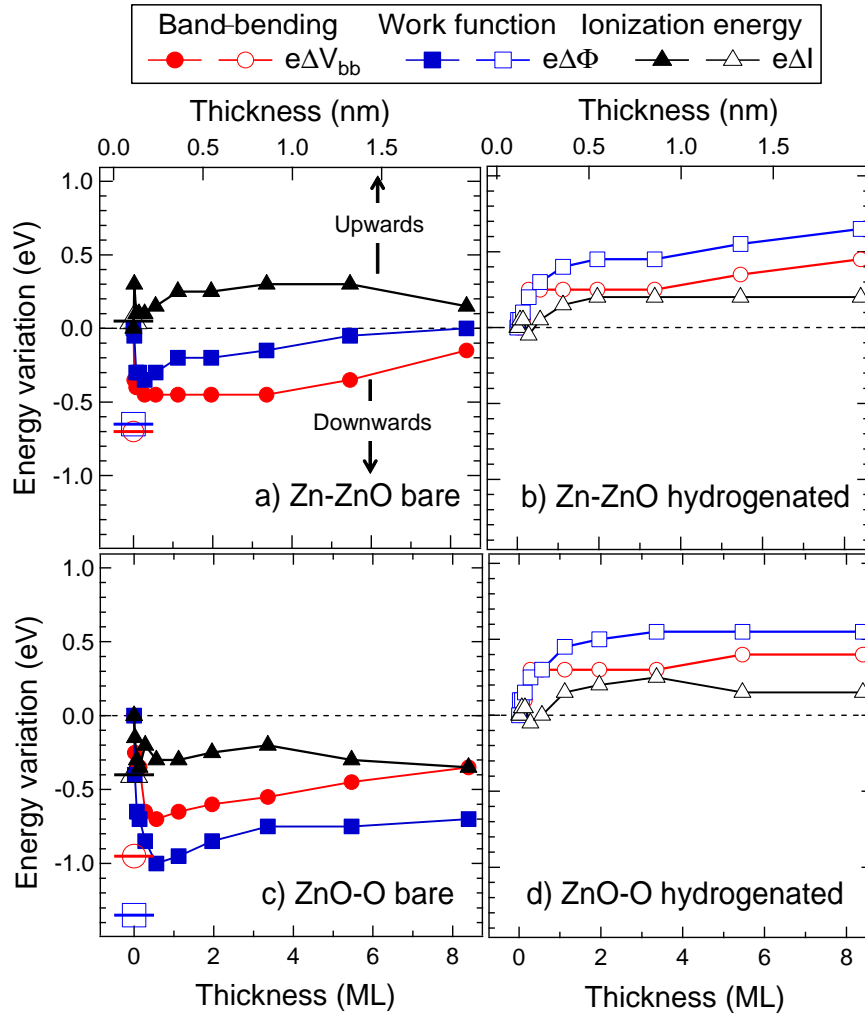 Band-bending Work function Ionization energy
eΔV_bb eΔΦ eΔI
Thickness (nm) Thickness (nm)
0.0 0.5 1.0 1.5 0.0 0.5 1.0 1.5
Energy variation (eV)
1.0
0.5
0.0
-0.5
-1.0
Upwards
Downwards
a) Zn-ZnO bare
b) Zn-ZnO hydrogenated
Energy variation (eV)
1.0
0.5
0.0
-0.5
-1.0
c) ZnO-O bare
d) ZnO-O hydrogenated
0 2 4 6 8 0 2 4 6 8
Thickness (ML) Thickness (ML)